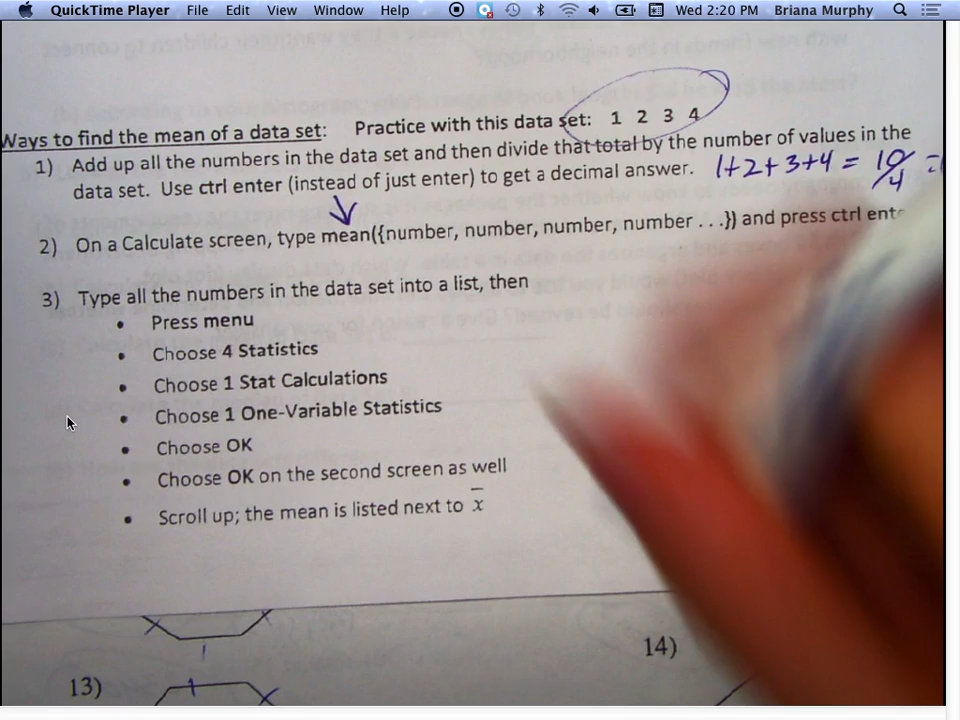 QuickTime Player File Edit View Window Help Wed 2:20 PM Briana Murphy
Ways to find the mean of a data set: Practice with this data set: 1 2 3 4
1) Add up all the numbers in the data set and then divide that total by the number of values in the
data set. Use ctrl enter (instead of just enter) to get a decimal answer. 1+2+3+4 = 10/4 =
2) On a Calculate screen, type mean({number, number, number, number ...}) and press ctrl ente
3) Type all the numbers in the data set into a list, then
• Press menu
• Choose 4 Statistics
• Choose 1 Stat Calculations
• Choose 1 One-Variable Statistics
• Choose OK
• Choose OK on the second screen as well
• Scroll up; the mean is listed next to x̄
14)
13)